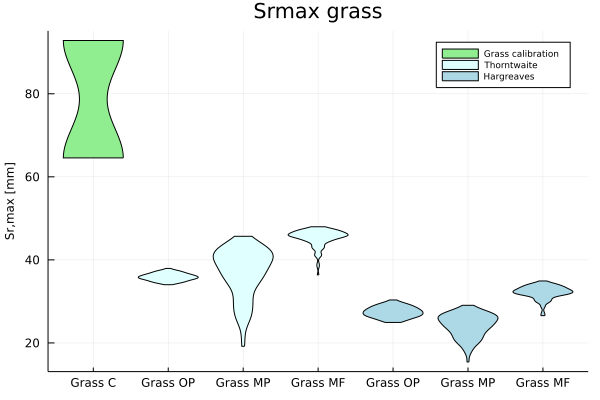 Srmax grass
Grass calibration
Thorntwaite
Hargreaves
Sr,max [mm]
80
60
40
20
Grass C Grass OP Grass MP Grass MF Grass OP Grass MP Grass MF